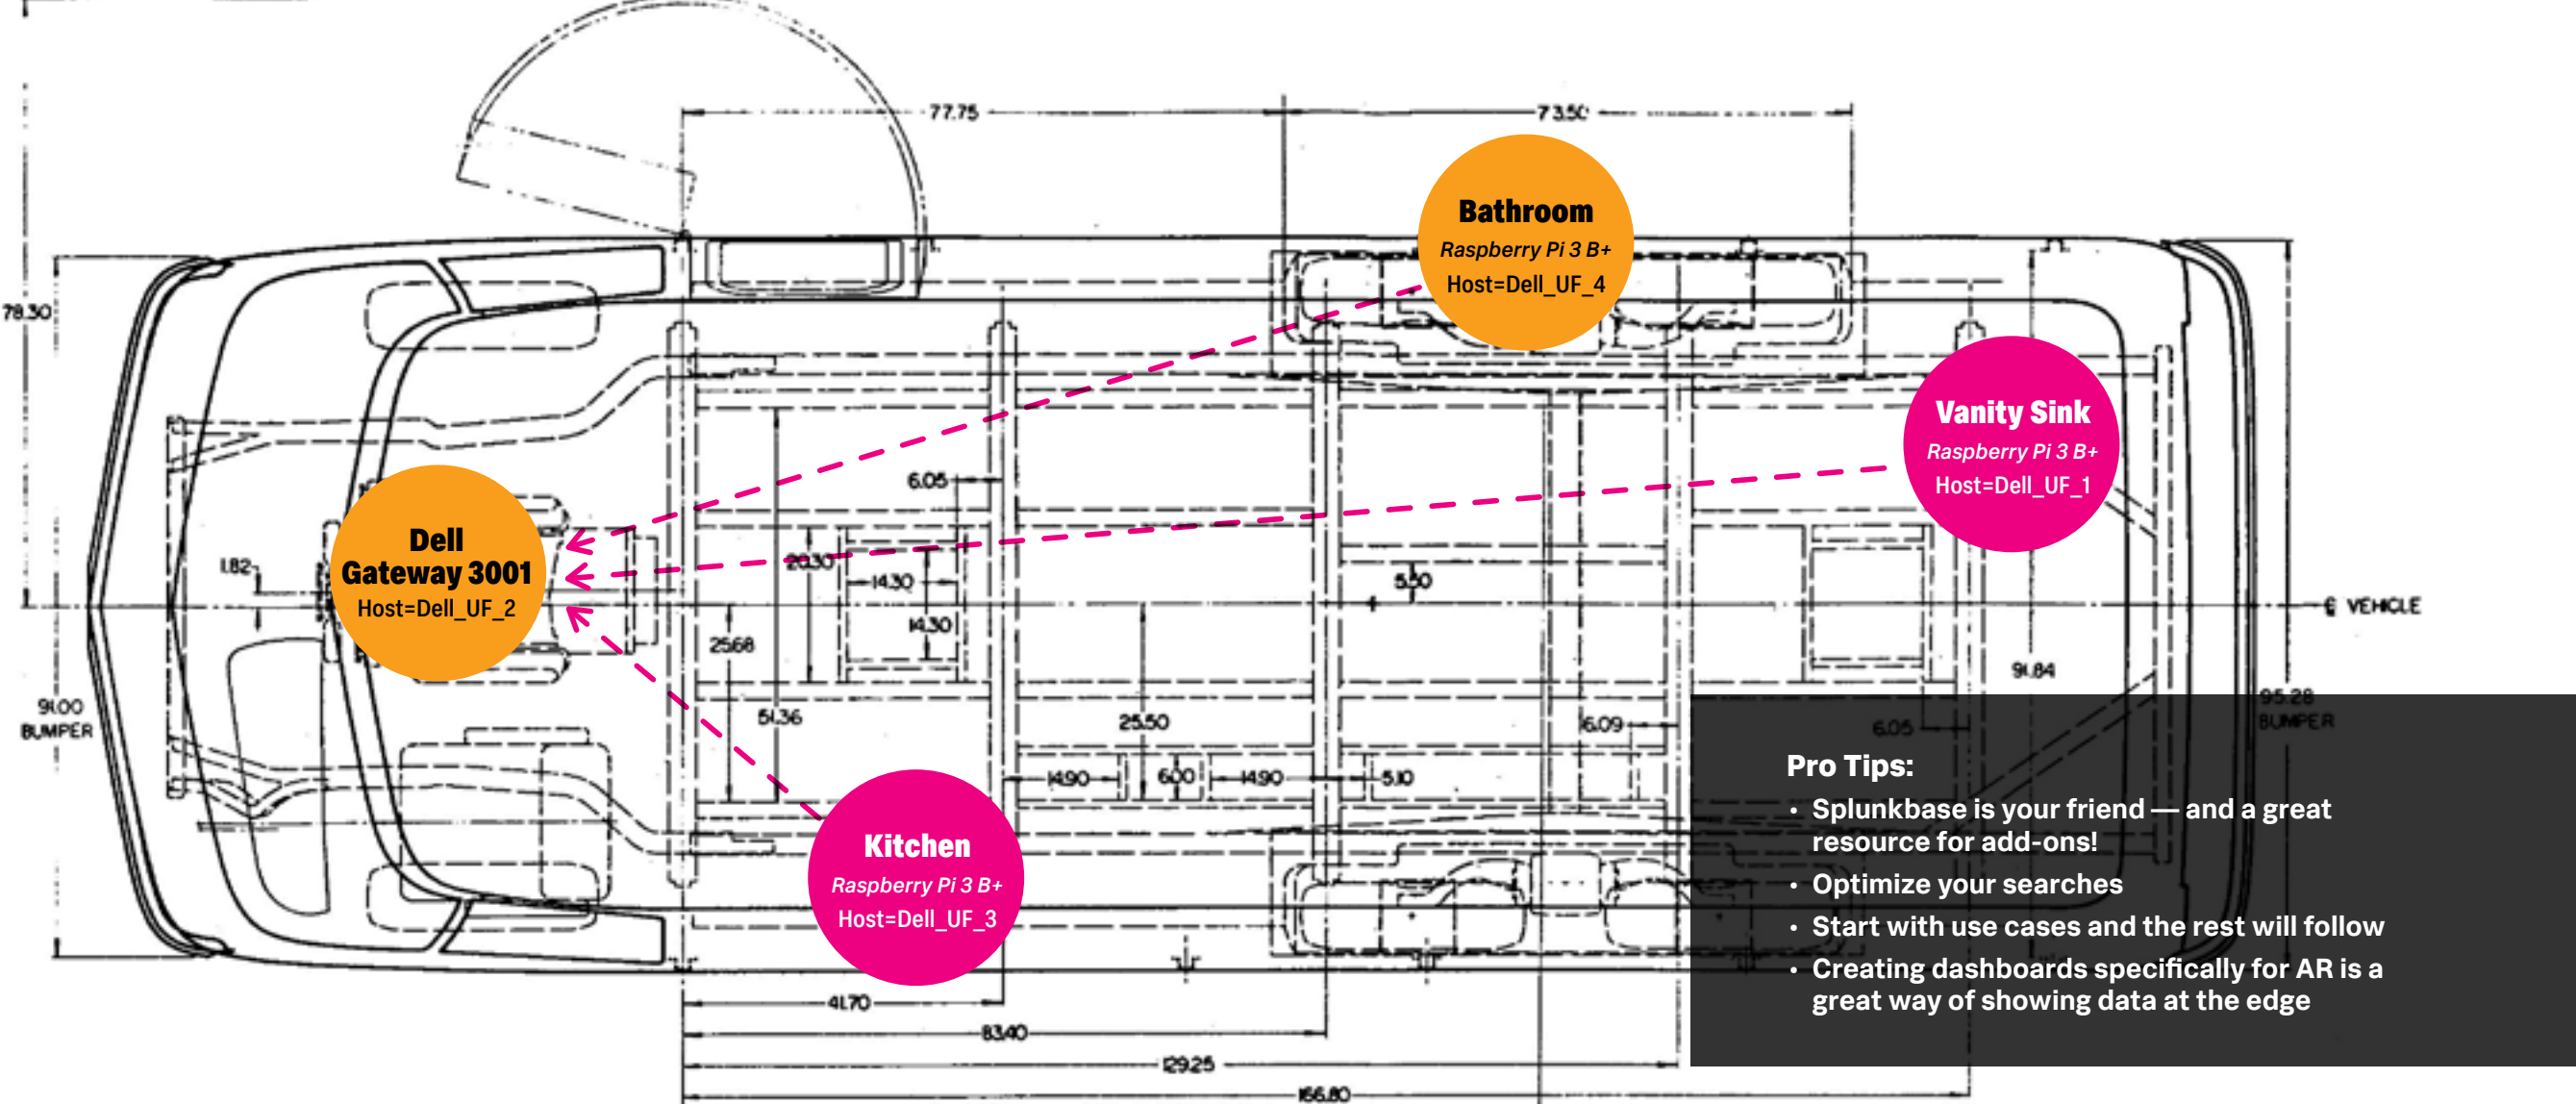 77.75
73.50
Bathroom
Raspberry Pi 3 B+
Host=Dell_UF_4
78.30
Vanity Sink
Raspberry Pi 3 B+
Host=Dell_UF_1
6.05
Dell
Gateway 3001
Host=Dell_UF_2
1.82
20.30
14.30
5.50
14.30
℄ VEHICLE
25.68
91.84
91.00
BUMPER
51.36
25.50
6.09
6.05
95.28
BUMPER
14.90
6.00
14.90
5.10
Kitchen
Raspberry Pi 3 B+
Host=Dell_UF_3
Pro Tips:
• Splunkbase is your friend — and a great
resource for add-ons!
• Optimize your searches
• Start with use cases and the rest will follow
• Creating dashboards specifically for AR is a
great way of showing data at the edge
41.70
83.40
129.25
166.80